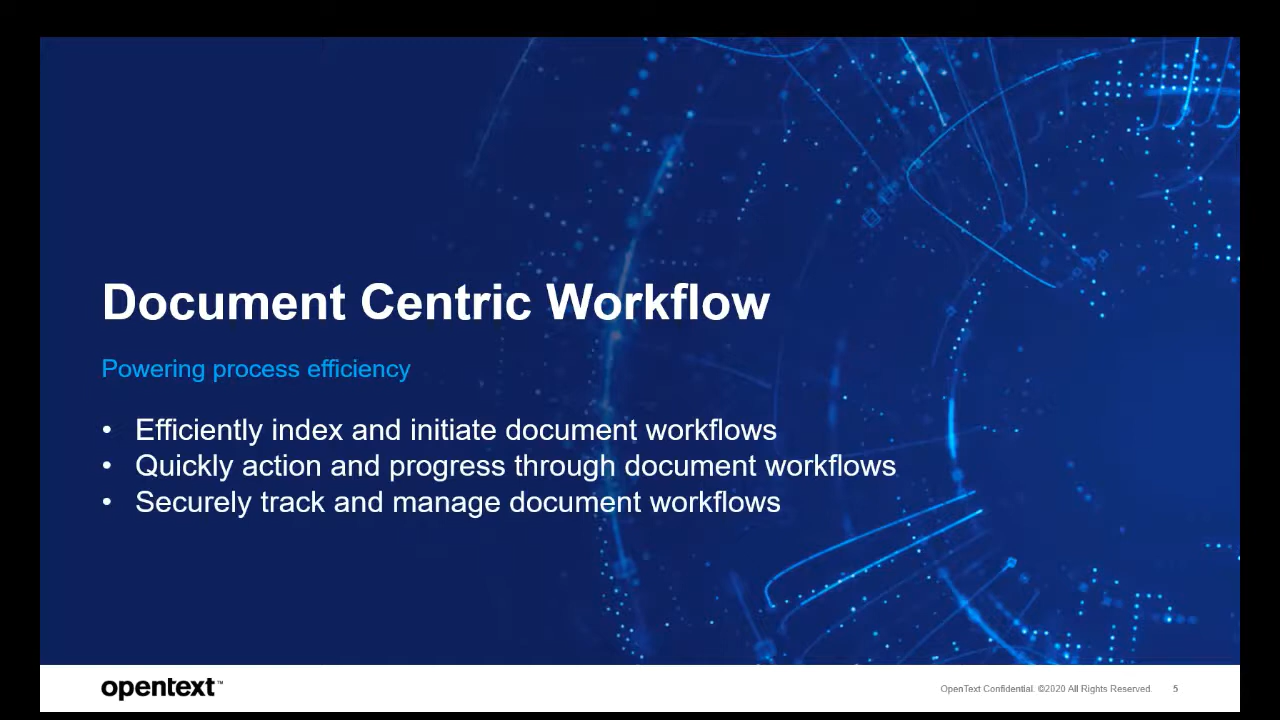 Document Centric Workflow
Powering process efficiency
• Efficiently index and initiate document workflows
• Quickly action and progress through document workflows
• Securely track and manage document workflows
opentext™
OpenText Confidential. ©2020 All Rights Reserved. 5